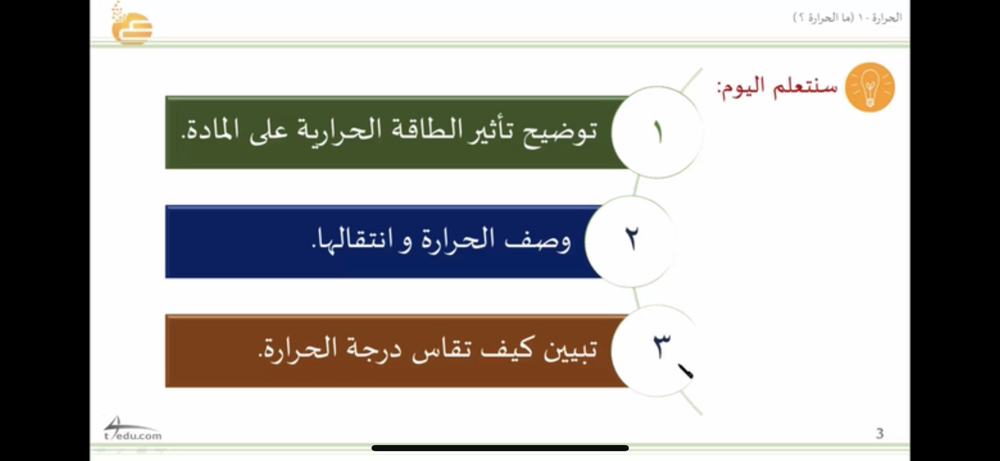 الحرارة - ١ (ما الحرارة ؟)
سنتعلم اليوم:
١
توضيح تأثير الطاقة الحرارية على المادة.
٢
وصف الحرارة و انتقالها.
٣
تبيين كيف تقاس درجة الحرارة.
t4edu.com
3